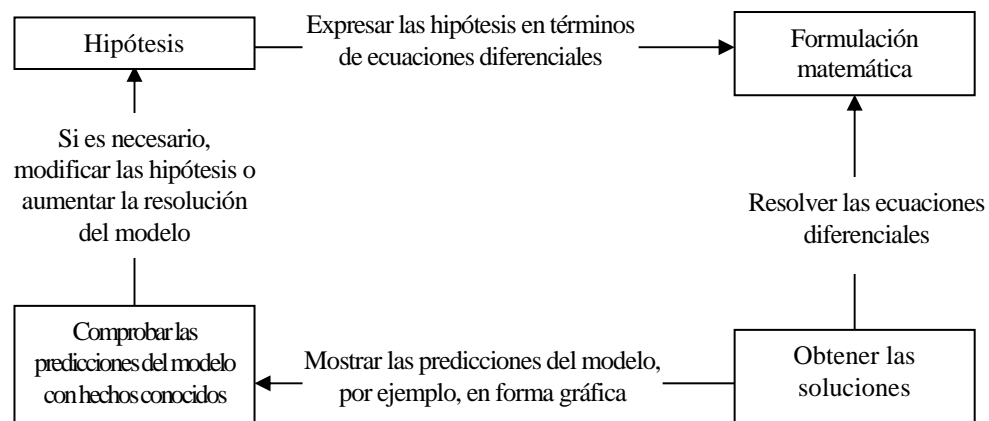 Hipótesis
Expresar las hipótesis en términos
de ecuaciones diferenciales
Formulación
matemática
Si es necesario,
modificar las hipótesis o
aumentar la resolución
del modelo
Resolver las ecuaciones
diferenciales
Comprobar las
predicciones del modelo
con hechos conocidos
Mostrar las predicciones del modelo,
por ejemplo, en forma gráfica
Obtener las
soluciones